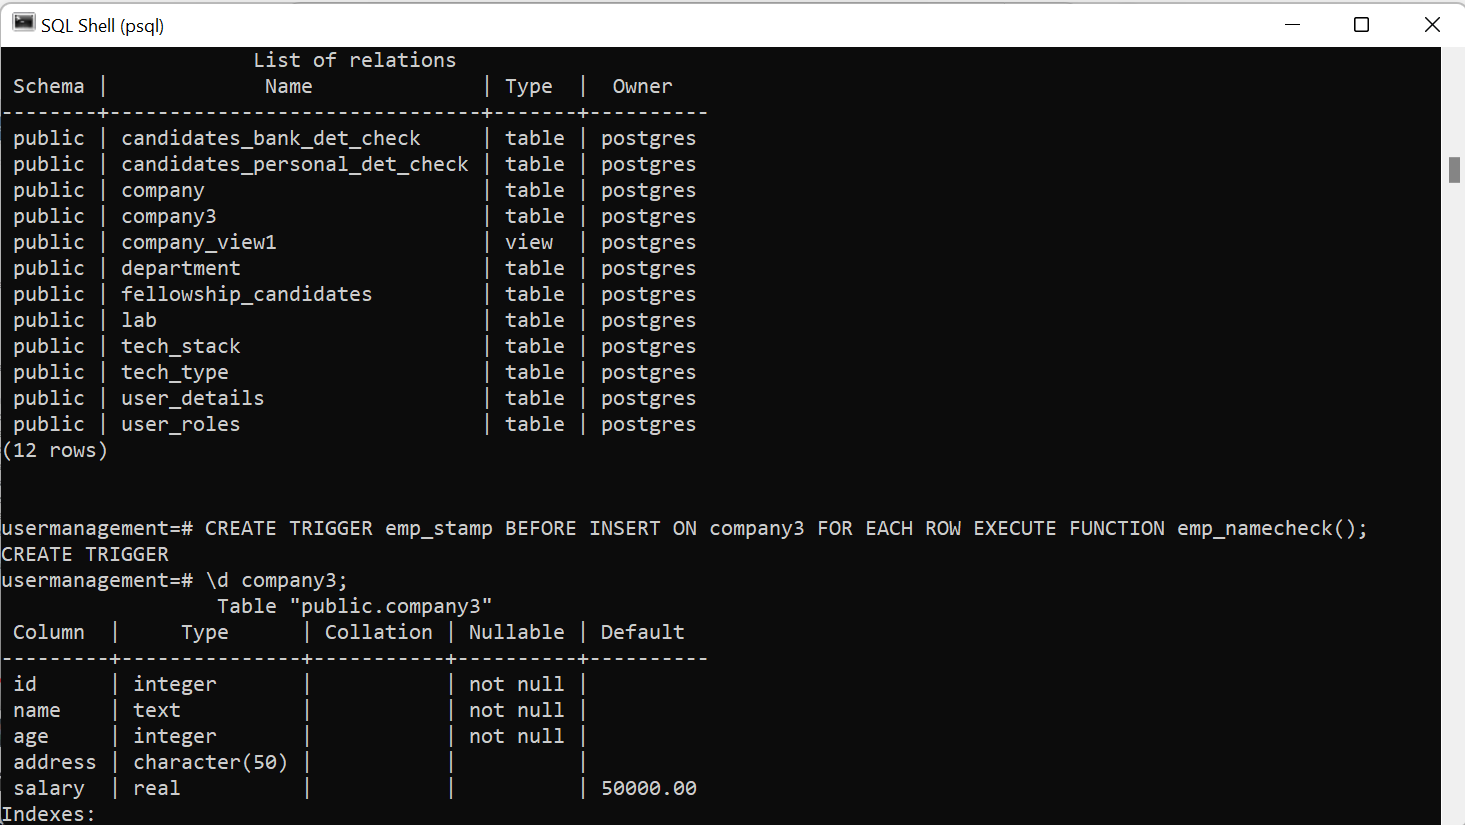 SQL Shell (psql)
                     List of relations
 Schema |             Name              | Type  |  Owner
--------+-------------------------------+-------+----------
 public | candidates_bank_det_check     | table | postgres
 public | candidates_personal_det_check | table | postgres
 public | company                       | table | postgres
 public | company3                      | table | postgres
 public | company_view1                 | view  | postgres
 public | department                    | table | postgres
 public | fellowship_candidates         | table | postgres
 public | lab                           | table | postgres
 public | tech_stack                    | table | postgres
 public | tech_type                     | table | postgres
 public | user_details                  | table | postgres
 public | user_roles                    | table | postgres
(12 rows)
usermanagement=# CREATE TRIGGER emp_stamp BEFORE INSERT ON company3 FOR EACH ROW EXECUTE FUNCTION emp_namecheck();
CREATE TRIGGER
usermanagement=# \d company3;
                  Table "public.company3"
 Column  |     Type      | Collation | Nullable | Default
---------+---------------+-----------+----------+----------
 id      | integer       |           | not null |
 name    | text          |           | not null |
 age     | integer       |           | not null |
 address | character(50) |           |          |
 salary  | real          |           |          | 50000.00
Indexes: